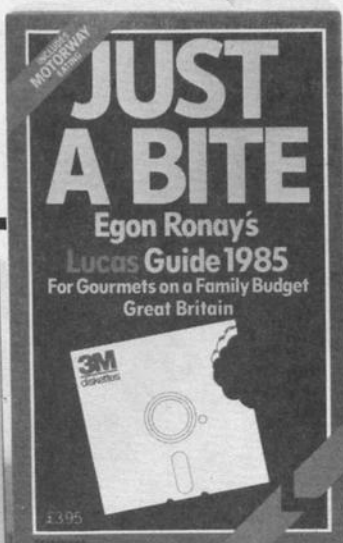 INCLUDES
MOTORWAY
EATING
JUST
A BITE
Egon Ronay's
Lucas Guide 1985
For Gourmets on a Family Budget
Great Britain
3M
diskettes
£3.95